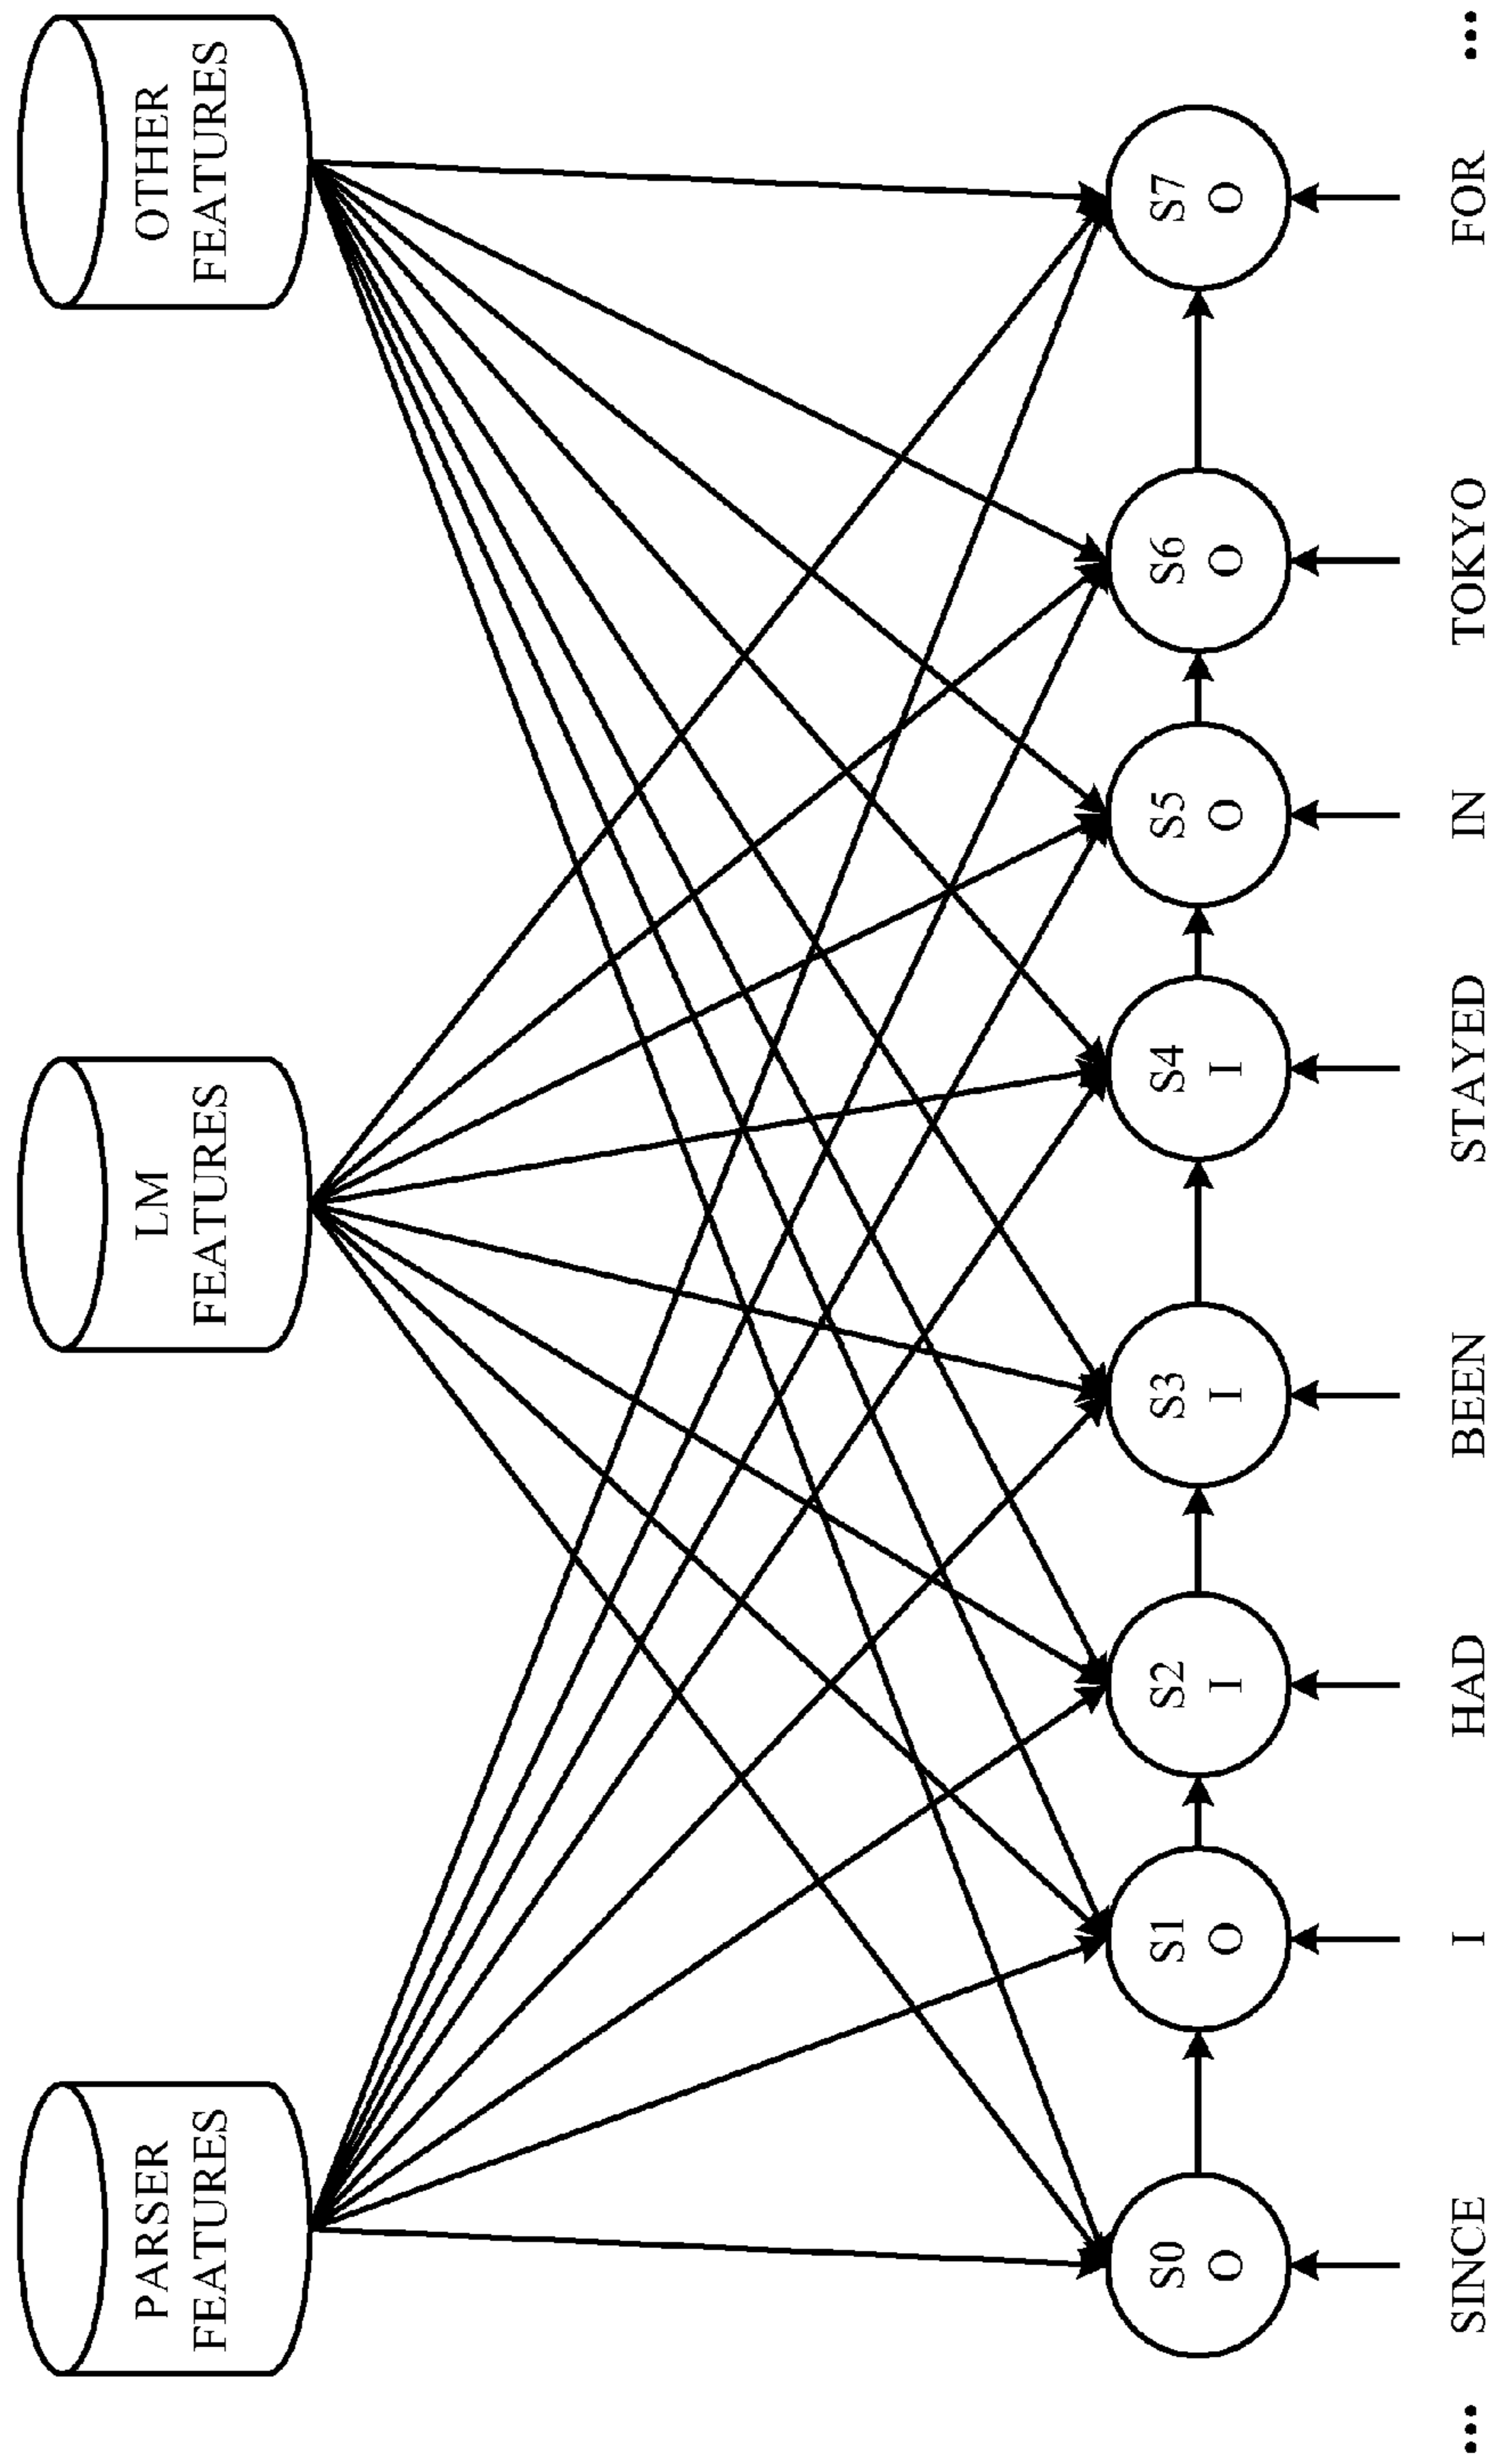 PARSER
FEATURES
LM
FEATURES
OTHER
FEATURES
S0
O
S1
O
S2
I
S3
I
S4
I
S5
O
S6
O
S7
O
... SINCE I HAD BEEN STAYED IN TOKYO FOR ...